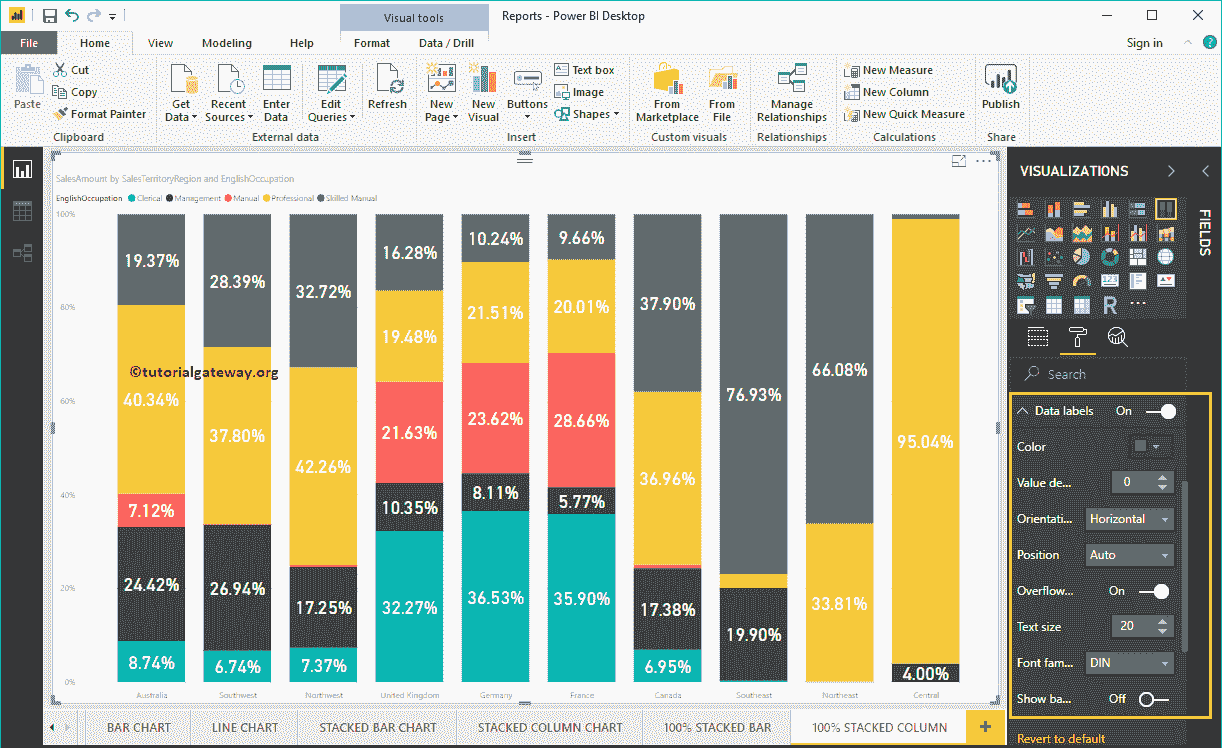 Visual tools
Reports - Power BI Desktop
File
Home
View
Modeling
Help
Format
Data / Drill
Sign in
?
Paste
Cut
Copy
Format Painter
Get Data
Recent Sources
Enter Data
Edit Queries
Refresh
New Page
New Visual
Buttons
Text box
Image
Shapes
From Marketplace
From File
Manage Relationships
New Measure
New Column
New Quick Measure
Publish
Clipboard
External data
Insert
Custom visuals
Relationships
Calculations
Share
SalesAmount by SalesTerritoryRegion and EnglishOccupation
EnglishOccupation Clerical Management Manual Professional Skilled Manual
100%
80%
60%
40%
20%
0%
19.37%
40.34%
7.12%
24.42%
8.74%
28.39%
37.80%
26.94%
6.74%
32.72%
42.26%
17.25%
7.37%
16.28%
19.48%
21.63%
10.35%
32.27%
10.24%
21.51%
23.62%
8.11%
36.53%
9.66%
20.01%
28.66%
5.77%
35.90%
37.90%
36.96%
17.38%
6.95%
76.93%
19.90%
66.08%
33.81%
95.04%
4.00%
©tutorialgateway.org
Australia
Southwest
Northwest
United Kingdom
Germany
France
Canada
Southeast
Northeast
Central
BAR CHART
LINE CHART
STACKED BAR CHART
STACKED COLUMN CHART
100% STACKED BAR
100% STACKED COLUMN
+
VISUALIZATIONS
FIELDS
123
R
Search
Data labels On
Color
Value de... 0
Orientati... Horizontal
Position Auto
Overflow... On
Text size 20
Font fam... DIN
Show ba... Off
Revert to default